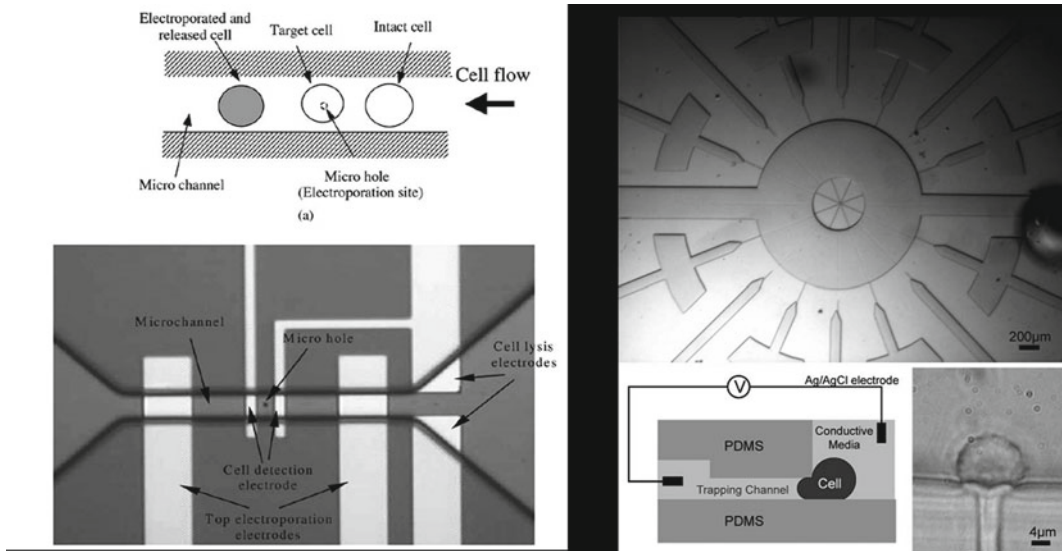 Electroporated and
released cell
Target cell
Intact cell
Cell flow
Micro channel
Micro hole
(Electroporation site)
(a)
Microchannel
Micro hole
Cell lysis
electrodes
Cell detection
electrode
Top electroporation
electrodes
200µm
V
Ag/AgCl electrode
PDMS
Conductive
Media
Trapping Channel
Cell
PDMS
4µm